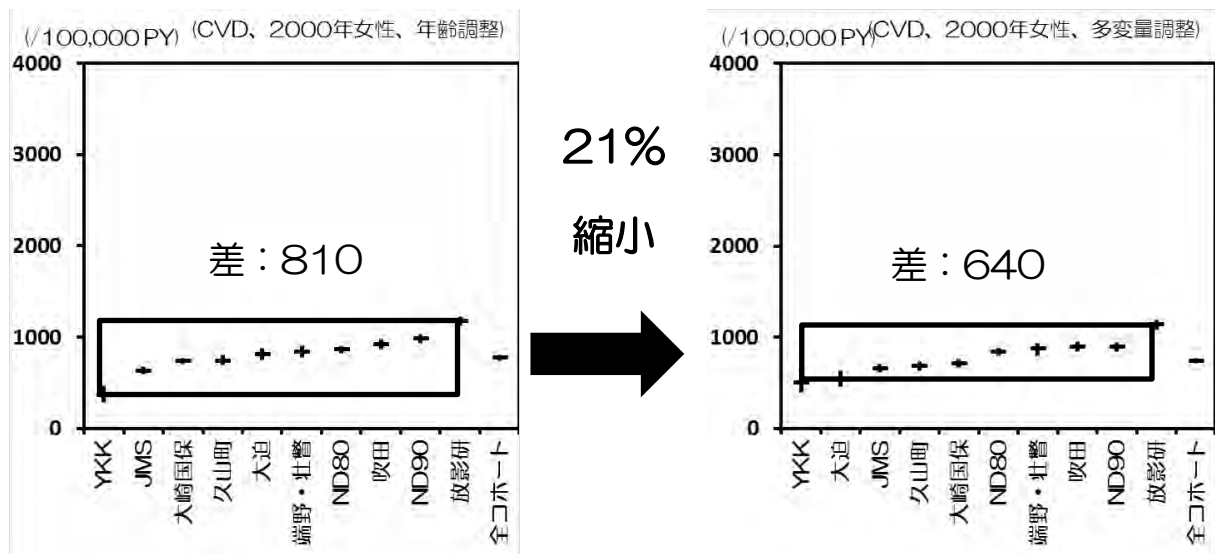 (/100,000 PY) (CVD、2000年女性、年齢調整)
4000
3000
2000
1000
0
差：810
YKK
JMS
大崎国保
久山町
大迫
端野・壮瞥
ND80
吹田
ND90
放影研
全コホート
21%
縮小
(/100,000 PY) (CVD、2000年女性、多変量調整)
4000
3000
2000
1000
0
差：640
YKK
大迫
JMS
久山町
大崎国保
ND80
端野・壮瞥
吹田
ND90
放影研
全コホート